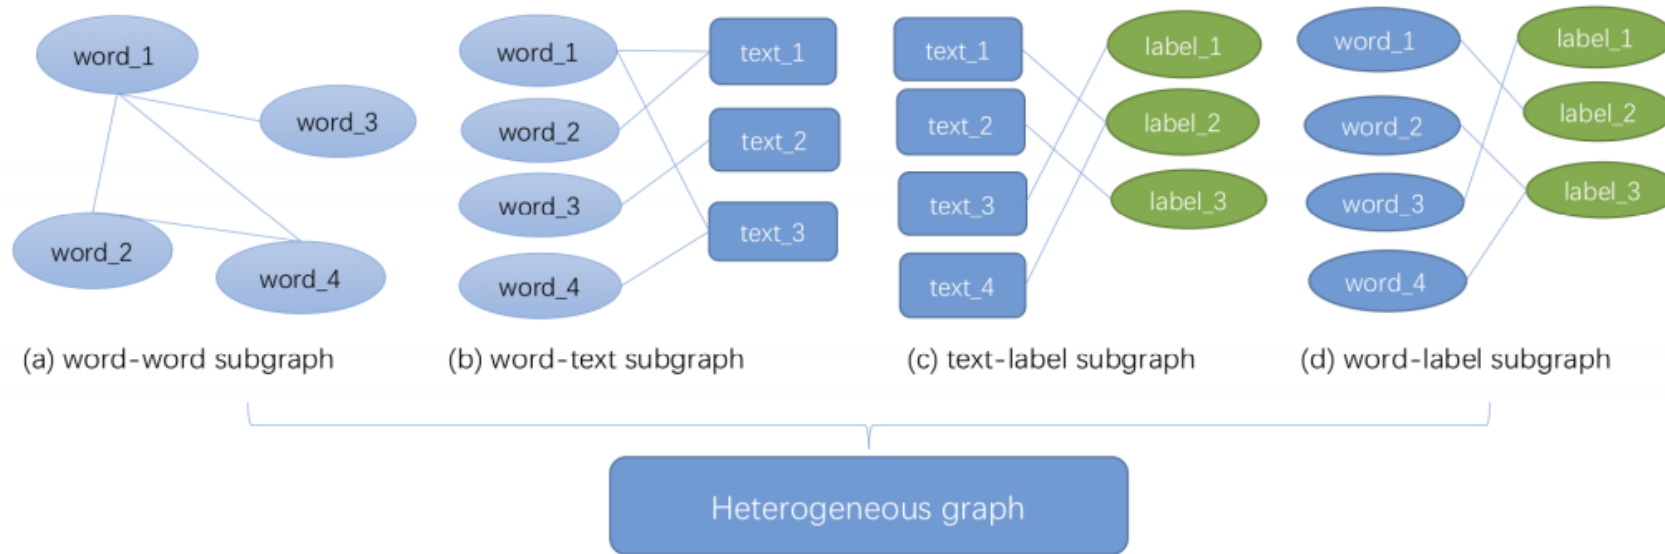 word_1
word_3
word_2
word_4
word_1
text_1
word_2
text_2
word_3
text_3
word_4
text_1
label_1
text_2
label_2
text_3
label_3
text_4
word_1
label_1
word_2
label_2
word_3
label_3
word_4
(a) word-word subgraph
(b) word-text subgraph
(c) text-label subgraph
(d) word-label subgraph
Heterogeneous graph